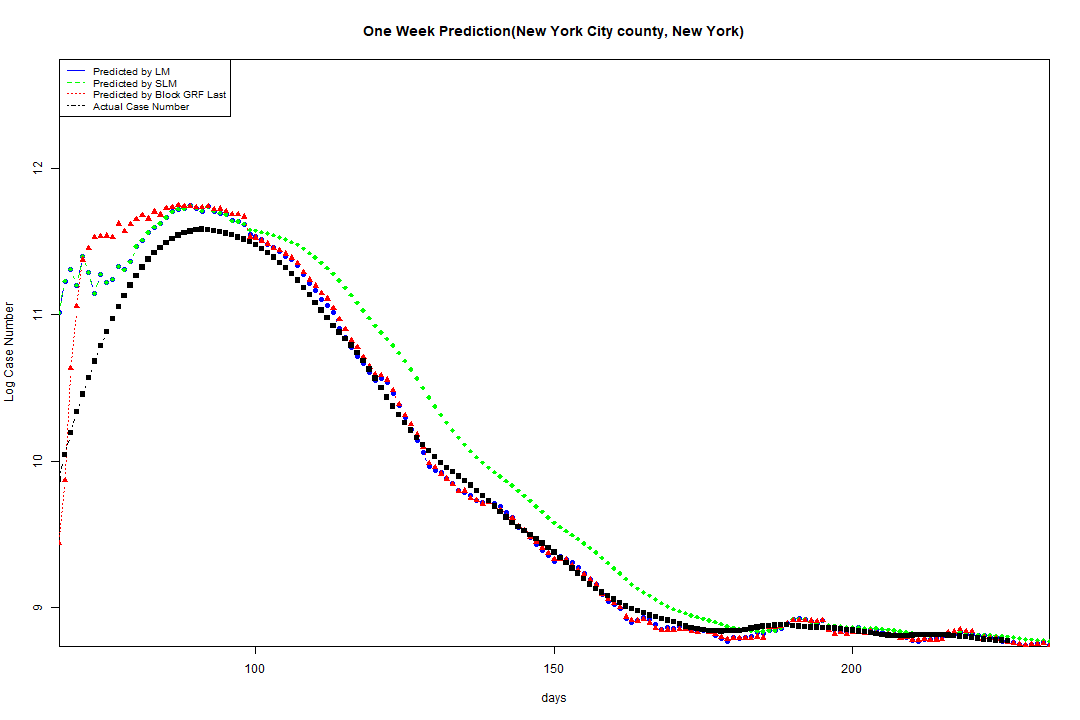 One Week Prediction(New York City county, New York)
Predicted by LM
Predicted by SLM
Predicted by Block GRF Last
Actual Case Number
12
11
10
9
Log Case Number
100
150
200
days